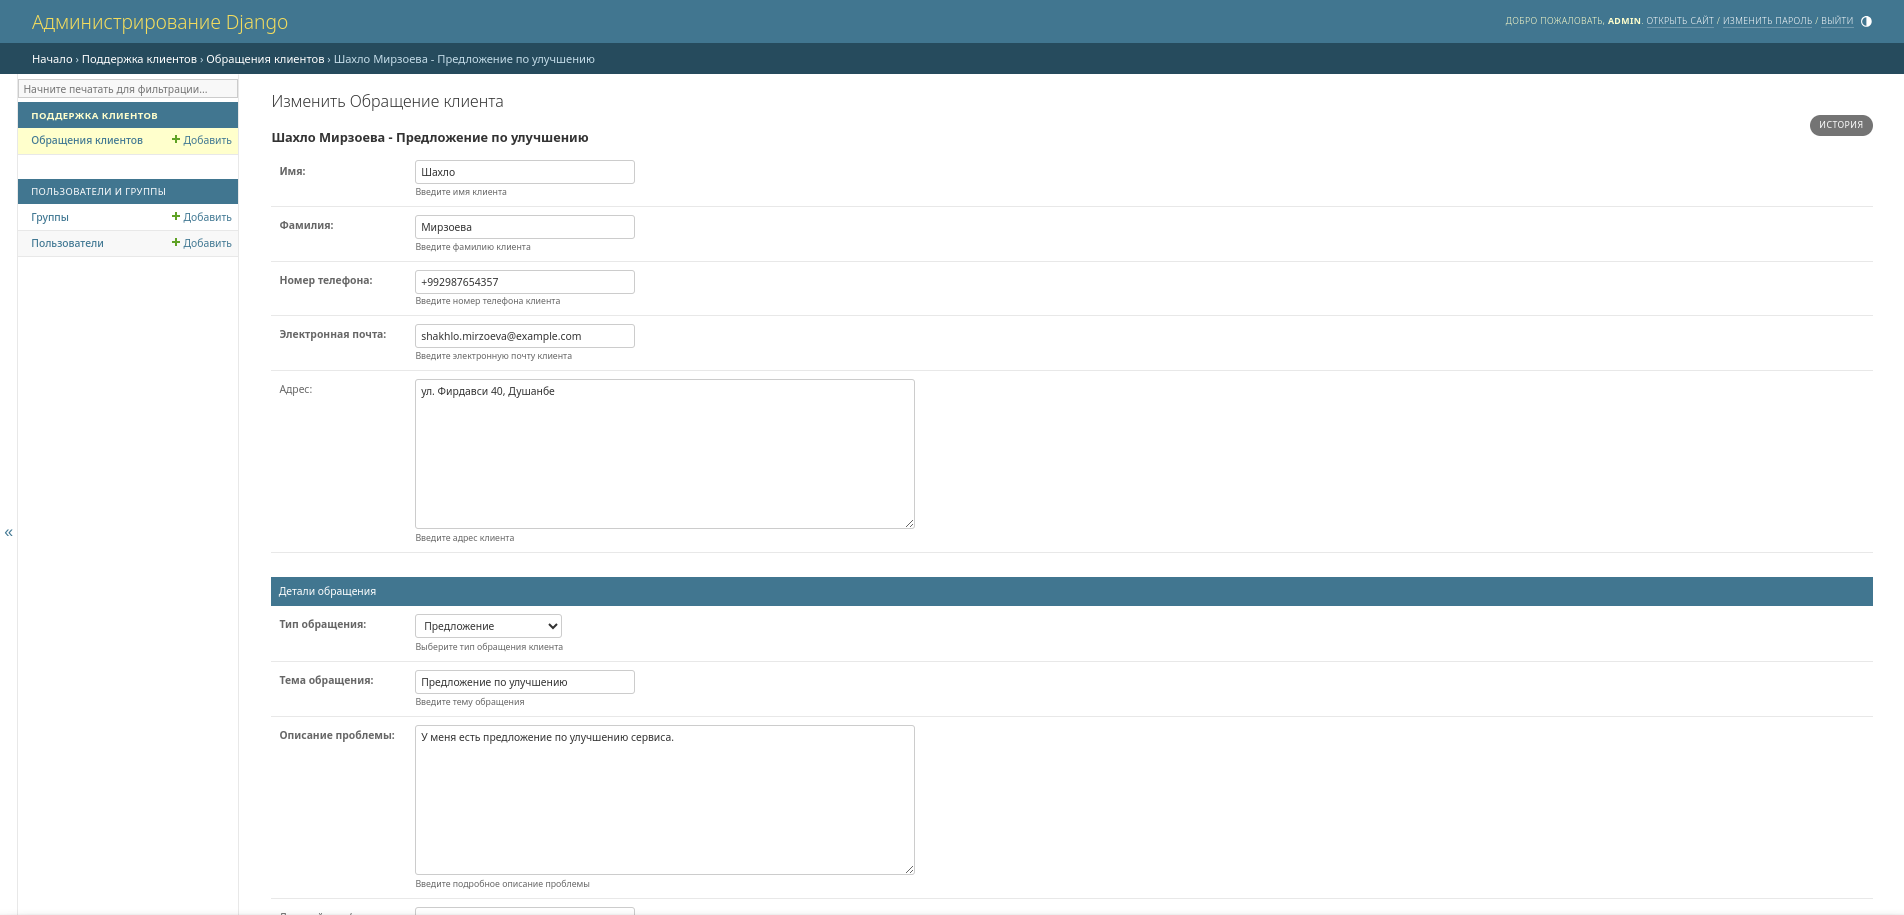 Администрирование Django
ДОБРО ПОЖАЛОВАТЬ, ADMIN. ОТКРЫТЬ САЙТ / ИЗМЕНИТЬ ПАРОЛЬ / ВЫЙТИ
Начало › Поддержка клиентов › Обращения клиентов › Шахло Мирзоева - Предложение по улучшению
Начните печатать для фильтрации...
ПОДДЕРЖКА КЛИЕНТОВ
Обращения клиентов Добавить
ПОЛЬЗОВАТЕЛИ И ГРУППЫ
Группы Добавить
Пользователи Добавить
«
Изменить Обращение клиента
ИСТОРИЯ
Шахло Мирзоева - Предложение по улучшению
Имя: Шахло
Введите имя клиента
Фамилия: Мирзоева
Введите фамилию клиента
Номер телефона: +992987654357
Введите номер телефона клиента
Электронная почта: shakhlo.mirzoeva@example.com
Введите электронную почту клиента
Адрес: ул. Фирдавси 40, Душанбе
Введите адрес клиента
Детали обращения
Тип обращения: Предложение
Выберите тип обращения клиента
Тема обращения: Предложение по улучшению
Введите тему обращения
Описание проблемы: У меня есть предложение по улучшению сервиса.
Введите подробное описание проблемы